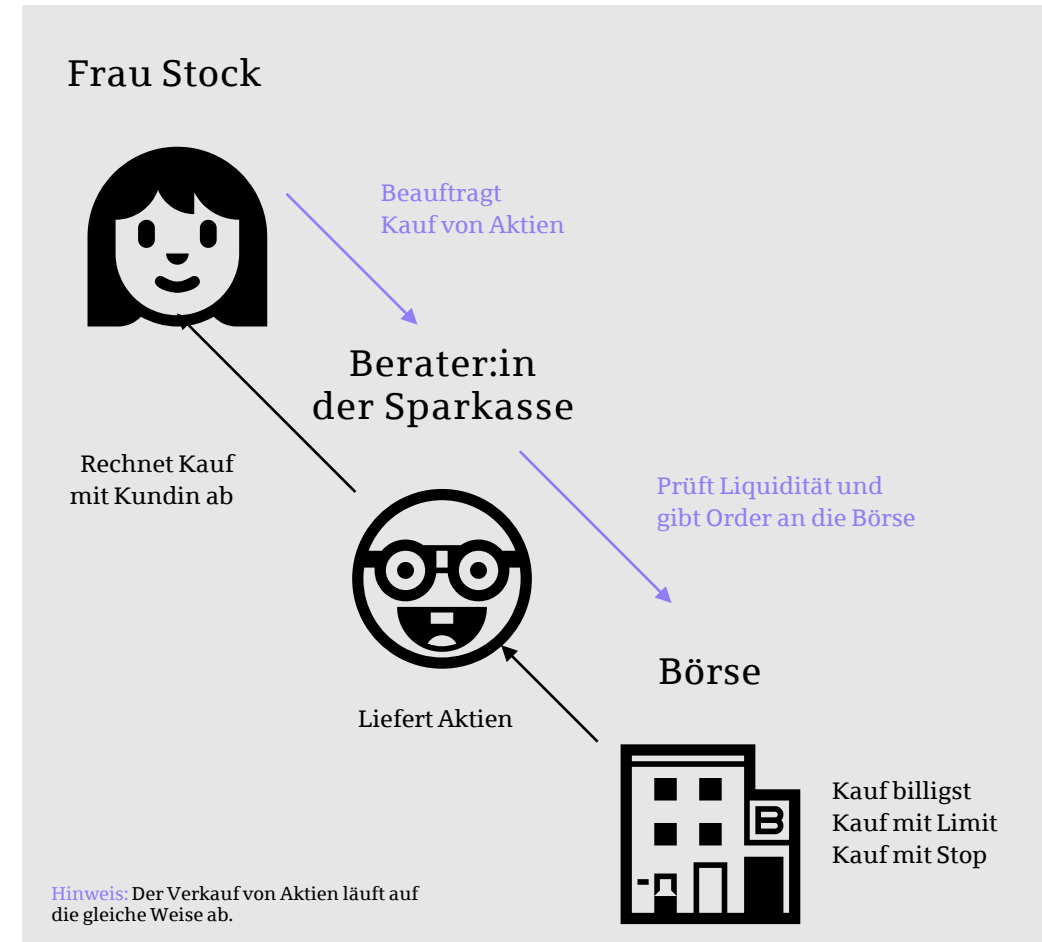 Frau Stock
Beauftragt
Kauf von Aktien
Berater:in
der Sparkasse
Rechnet Kauf
mit Kundin ab
Prüft Liquidität und
gibt Order an die Börse
Börse
Liefert Aktien
B
Kauf billigst
Kauf mit Limit
Kauf mit Stop
Hinweis: Der Verkauf von Aktien läuft auf
die gleiche Weise ab.